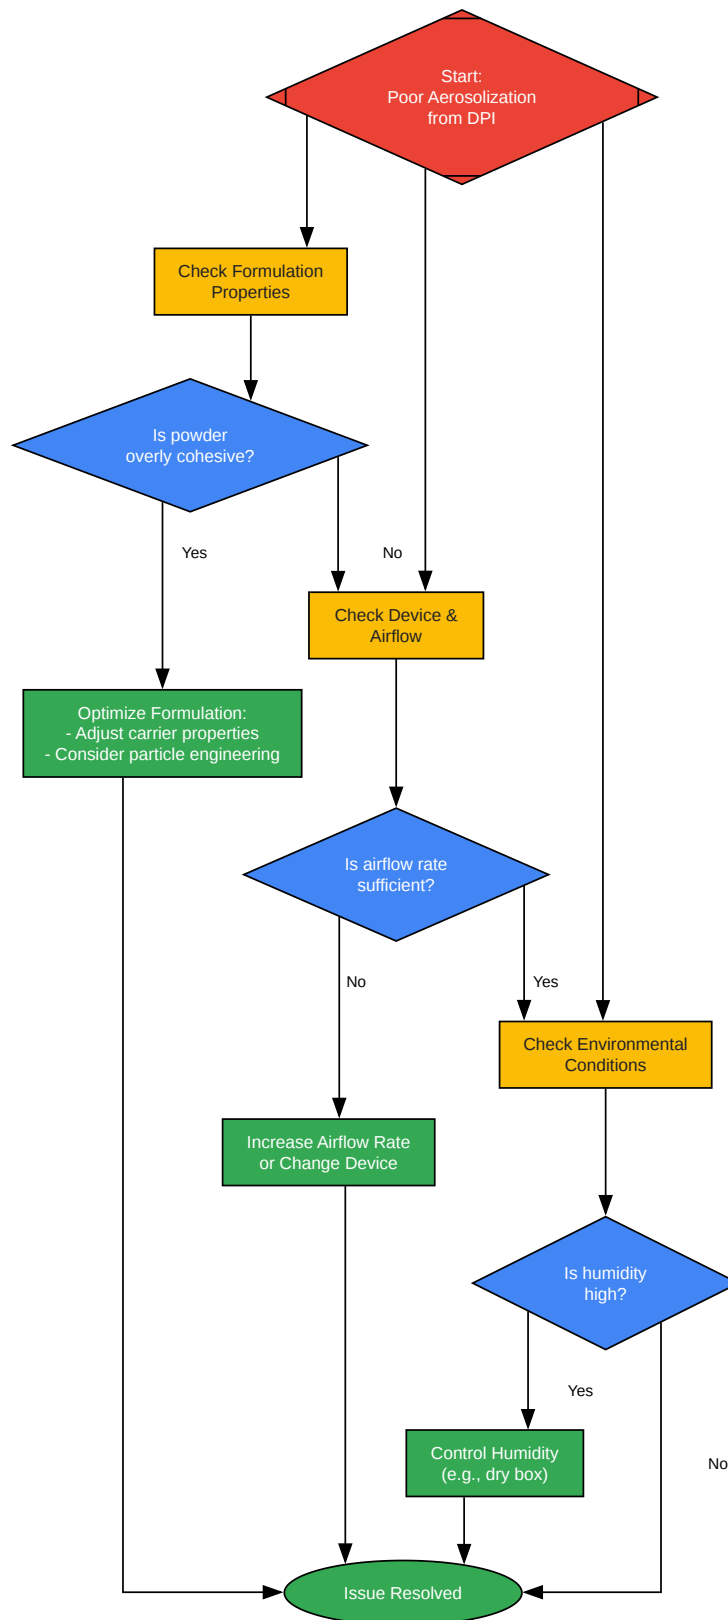 Start:
Poor Aerosolization
from DPI
Check Formulation
Properties
Is powder
overly cohesive?
Yes
No
Check Device &
Airflow
Optimize Formulation:
- Adjust carrier properties
- Consider particle engineering
Is airflow rate
sufficient?
No
Yes
Check Environmental
Conditions
Increase Airflow Rate
or Change Device
Is humidity
high?
Yes
Control Humidity
(e.g., dry box)
No
Issue Resolved